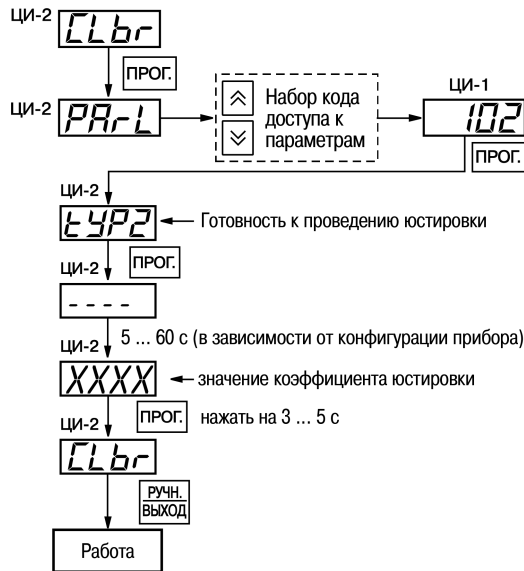 ЦИ-2 CLbr
ПРОГ.
ЦИ-1
ЦИ-2 PArL
Набор кода
доступа к
параметрам
102
ПРОГ.
ЦИ-2
tYP2 Готовность к проведению юстировки
ЦИ-2 ПРОГ.
- - - -
5 ... 60 с (в зависимости от конфигурации прибора)
ЦИ-2
XXXX значение коэффициента юстировки
ЦИ-2 ПРОГ. нажать на 3 ... 5 с
CLbr
РУЧН.
ВЫХОД
Работа